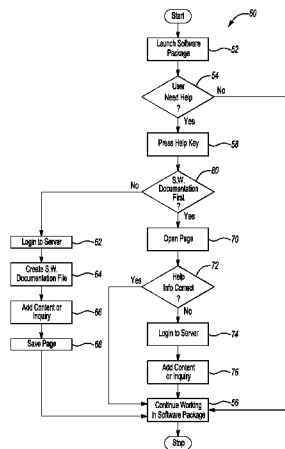 Start
50
Launch Software
Package
52
User
Need Help
?
54
No
Yes
Press Help Key
58
60
No
S.W.
Documentation
First
?
Yes
Login to Server
62
Open Page
70
Create S.W.
Documentation File
64
72
Yes
Help
Info Correct
?
No
Add Content
or Inquiry
66
Login to Server
74
Save Page
68
Add Content
or Inquiry
76
Continue Working
In Software Package
56
Stop